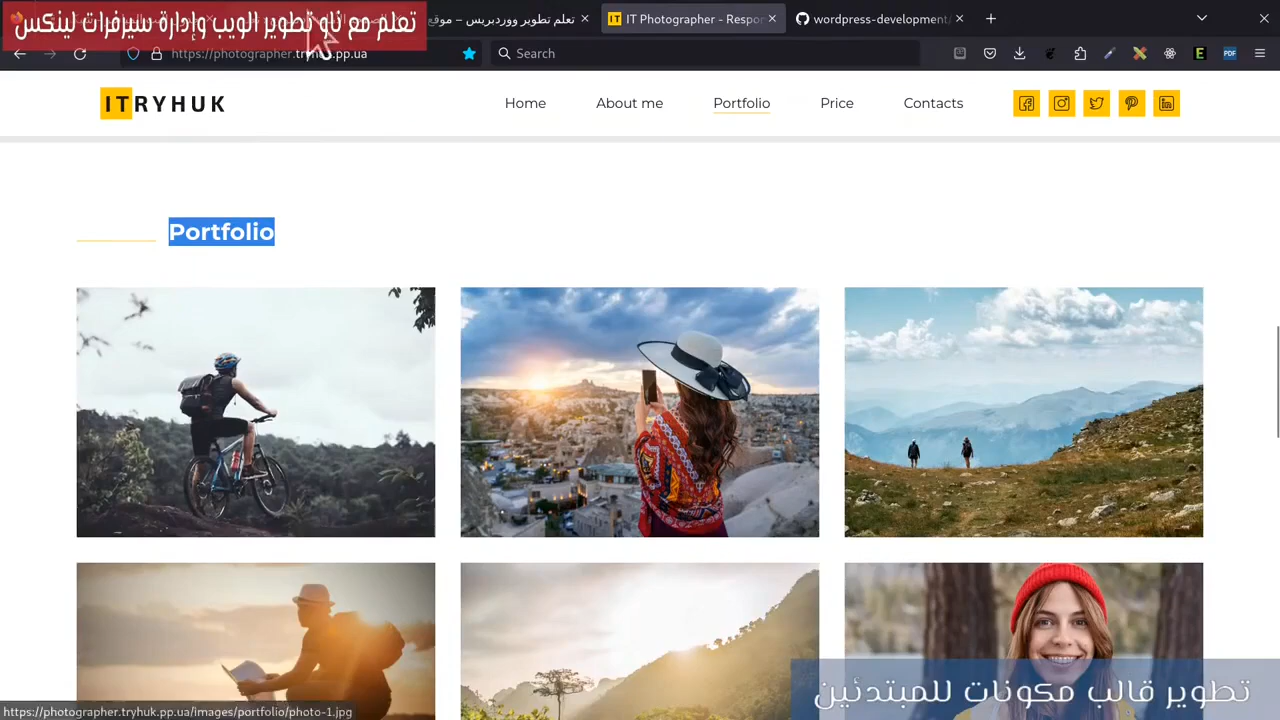 تعلم مع ناو تطوير الويب وإدارة سيرفرات لينكس
تعلم تطوير ووردبريس – موقع
IT Photographer - Respon
wordpress-development/
https://photographer.tryhuk.pp.ua
Search
ITRYHUK
Home
About me
Portfolio
Price
Contacts
Portfolio
تطوير قالب مكونات للمبتدئين
https://photographer.tryhuk.pp.ua/images/portfolio/photo-1.jpg